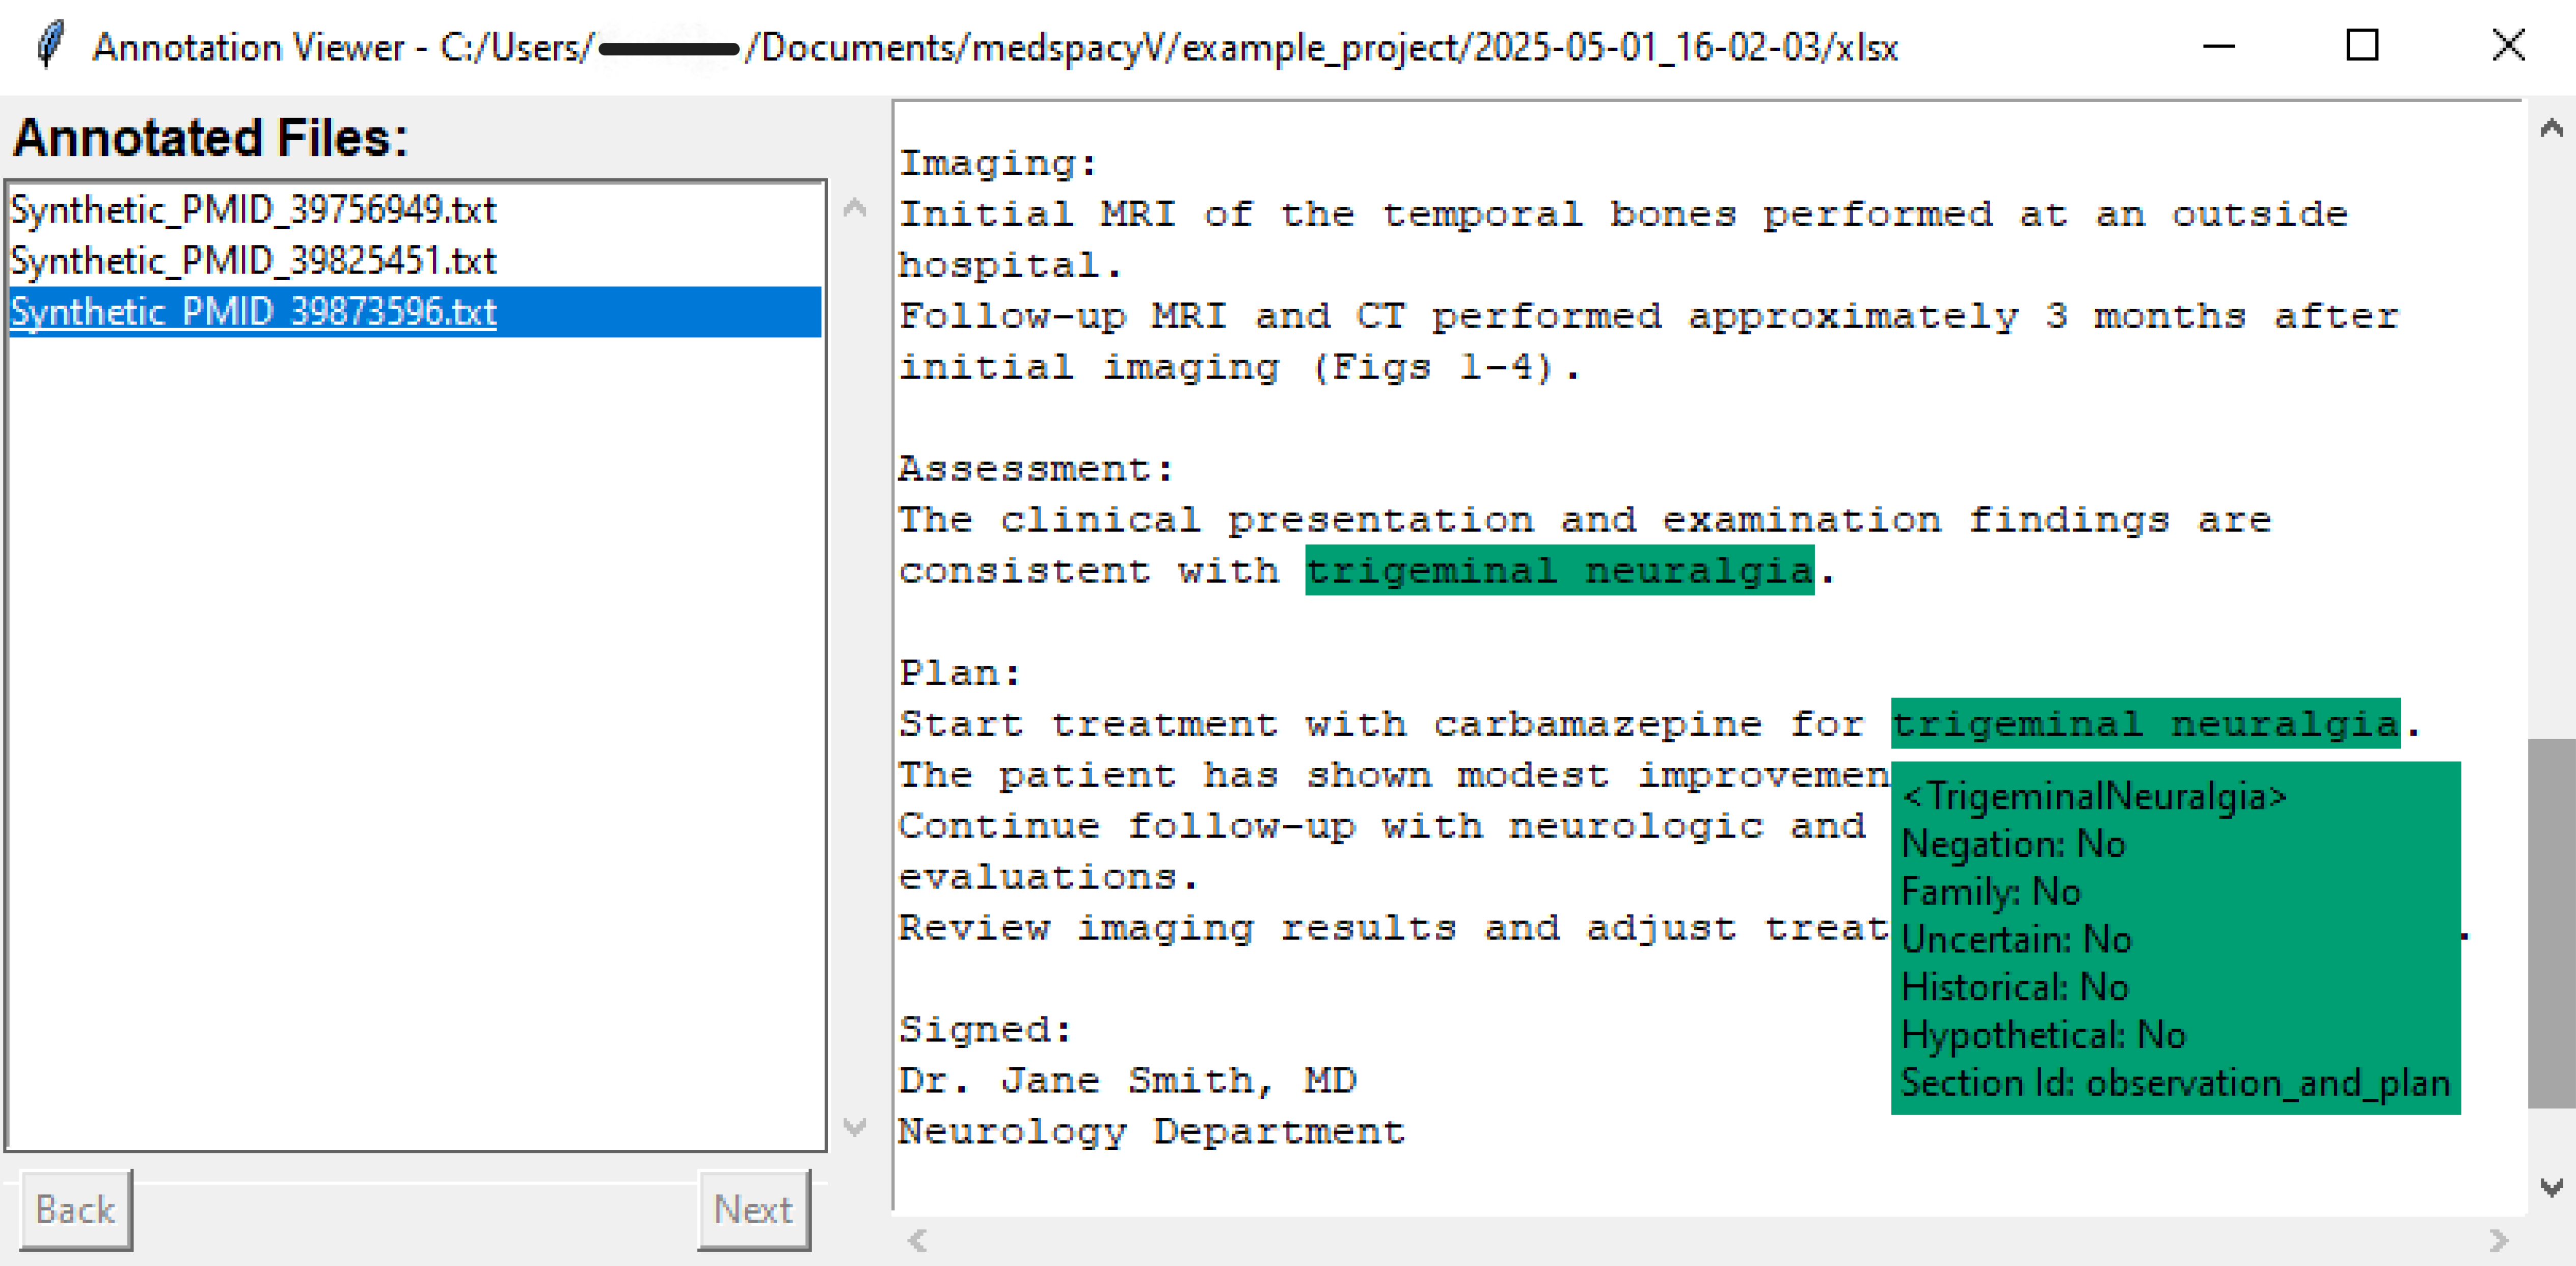 Annotation Viewer - C:/Users/ /Documents/medspacyV/example_project/2025-05-01_16-02-03/xlsx
Annotated Files:
Synthetic_PMID_39756949.txt
Synthetic_PMID_39825451.txt
Synthetic_PMID_39873596.txt
Back
Next
Imaging:
Initial MRI of the temporal bones performed at an outside
hospital.
Follow-up MRI and CT performed approximately 3 months after
initial imaging (Figs 1-4).
Assessment:
The clinical presentation and examination findings are
consistent with trigeminal neuralgia.
Plan:
Start treatment with carbamazepine for trigeminal neuralgia.
The patient has shown modest improvemen
Continue follow-up with neurologic and
evaluations.
Review imaging results and adjust treat .
Signed:
Dr. Jane Smith, MD
Neurology Department
<TrigeminalNeuralgia>
Negation: No
Family: No
Uncertain: No
Historical: No
Hypothetical: No
Section Id: observation_and_plan